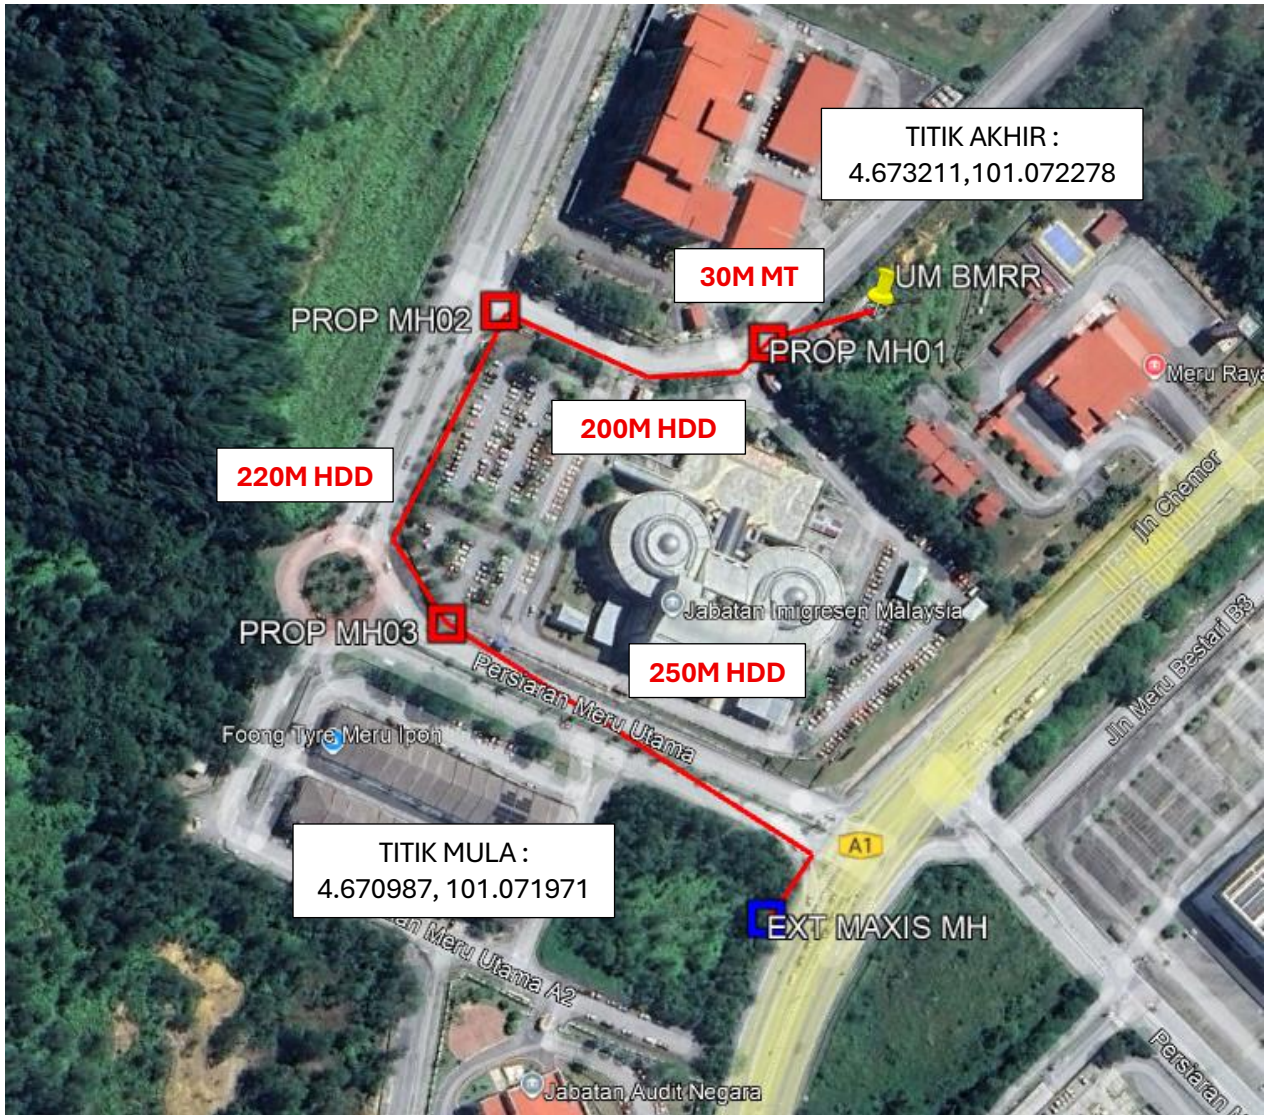 TITIK AKHIR :
4.673211,101.072278
30M MT
UM BMRR
PROP MH02
PROP MH01
Meru Raya
200M HDD
220M HDD
jln Chemor
Jabatan Imigresen Malaysia
Jln Meru Bestari B3
PROP MH03
250M HDD
Persiaran Meru Utama
Foong Tyre Meru Ipoh
TITIK MULA :
4.670987, 101.071971
A1
EXT MAXIS MH
Meru Utama A2
Persiaran
Jabatan Audit Negara